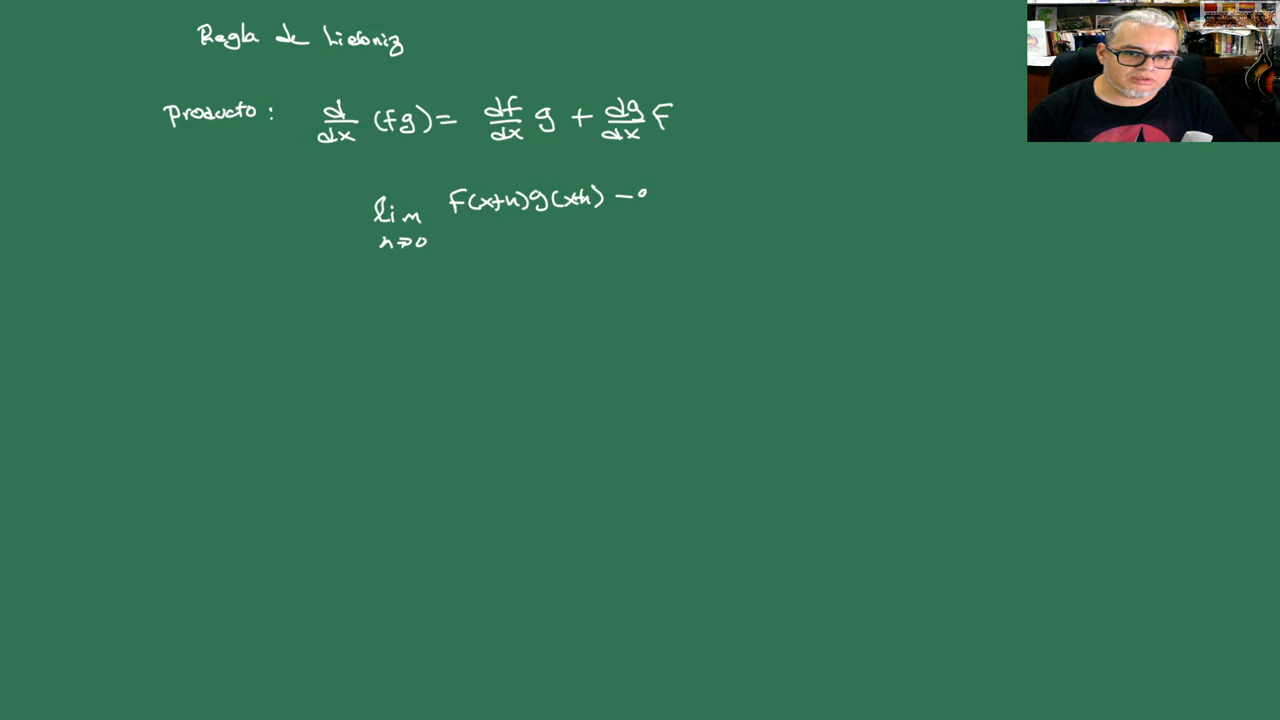 Regla de Liebniz
Producto: d/dx (fg) = df/dx g + dg/dx f
lim h→0 f(x+h)g(x+h) −